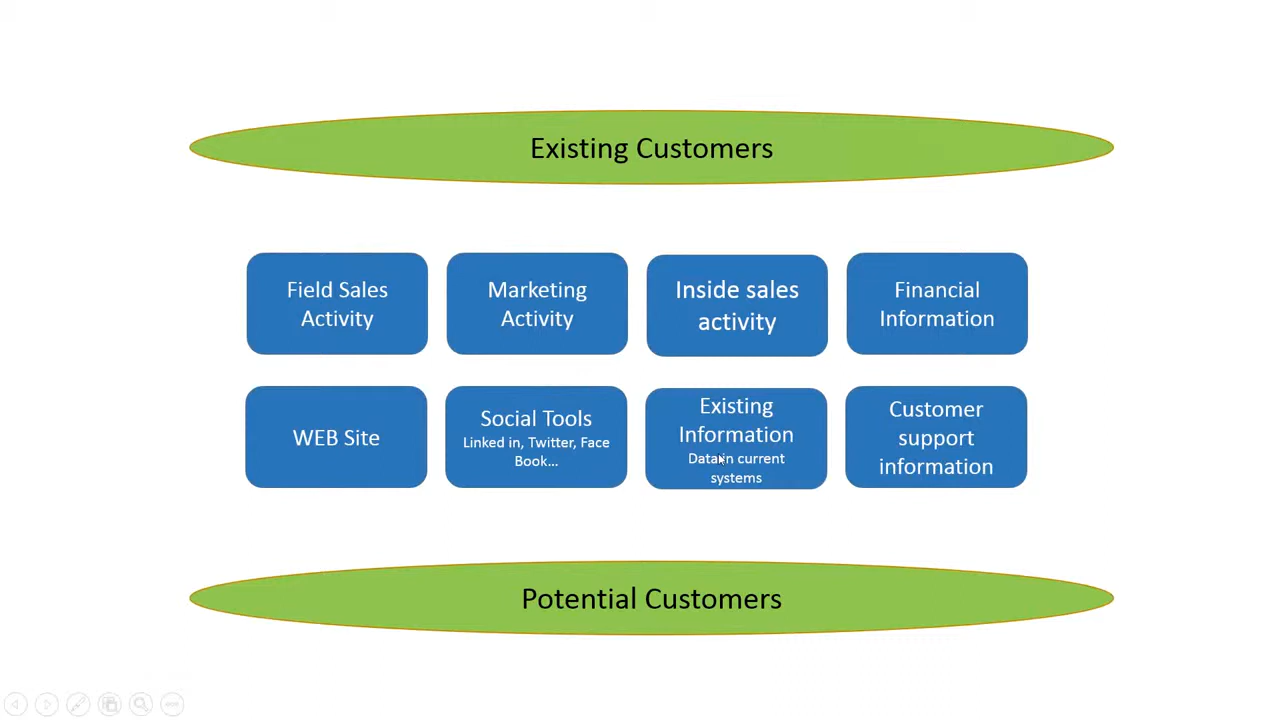 Existing Customers
Field Sales
Activity
Marketing
Activity
Inside sales
activity
Financial
Information
WEB Site
Social Tools
Linked in, Twitter, Face
Book...
Existing
Information
Data in current
systems
Customer
support
information
Potential Customers